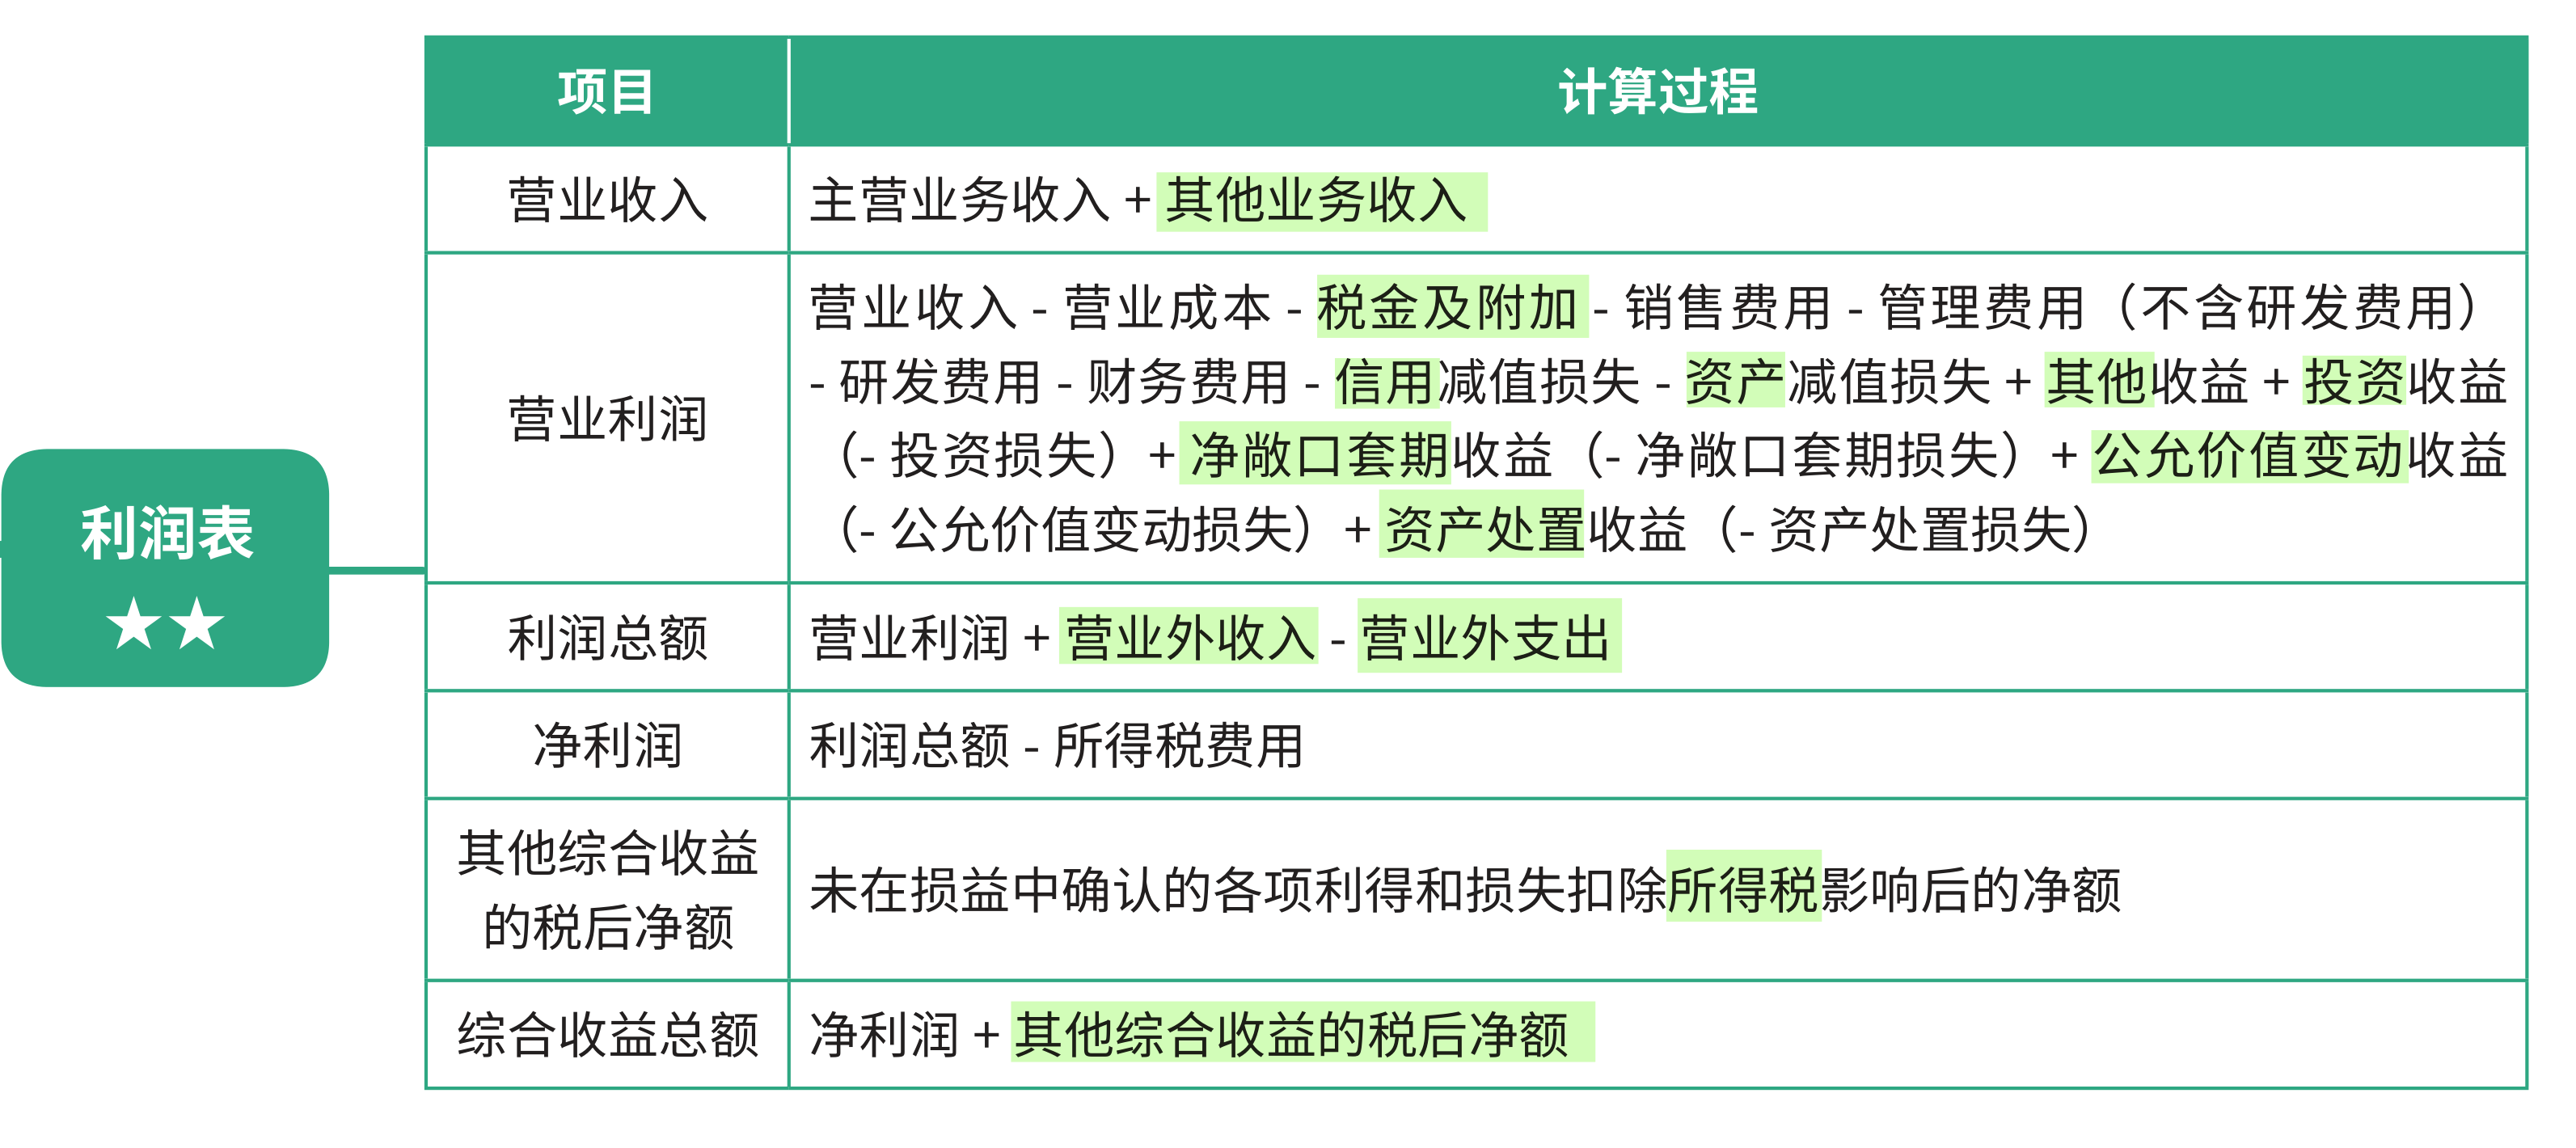 利润表
★★
项目
计算过程
营业收入
主营业务收入 + 其他业务收入
营业利润
营业收入 - 营业成本 - 税金及附加 - 销售费用 - 管理费用（不含研发费用）
- 研发费用 - 财务费用 - 信用减值损失 - 资产减值损失 + 其他收益 + 投资收益
（- 投资损失）+ 净敞口套期收益（- 净敞口套期损失）+ 公允价值变动收益
（- 公允价值变动损失）+ 资产处置收益（- 资产处置损失）
利润总额
营业利润 + 营业外收入 - 营业外支出
净利润
利润总额 - 所得税费用
其他综合收益
的税后净额
未在损益中确认的各项利得和损失扣除所得税影响后的净额
综合收益总额
净利润 + 其他综合收益的税后净额